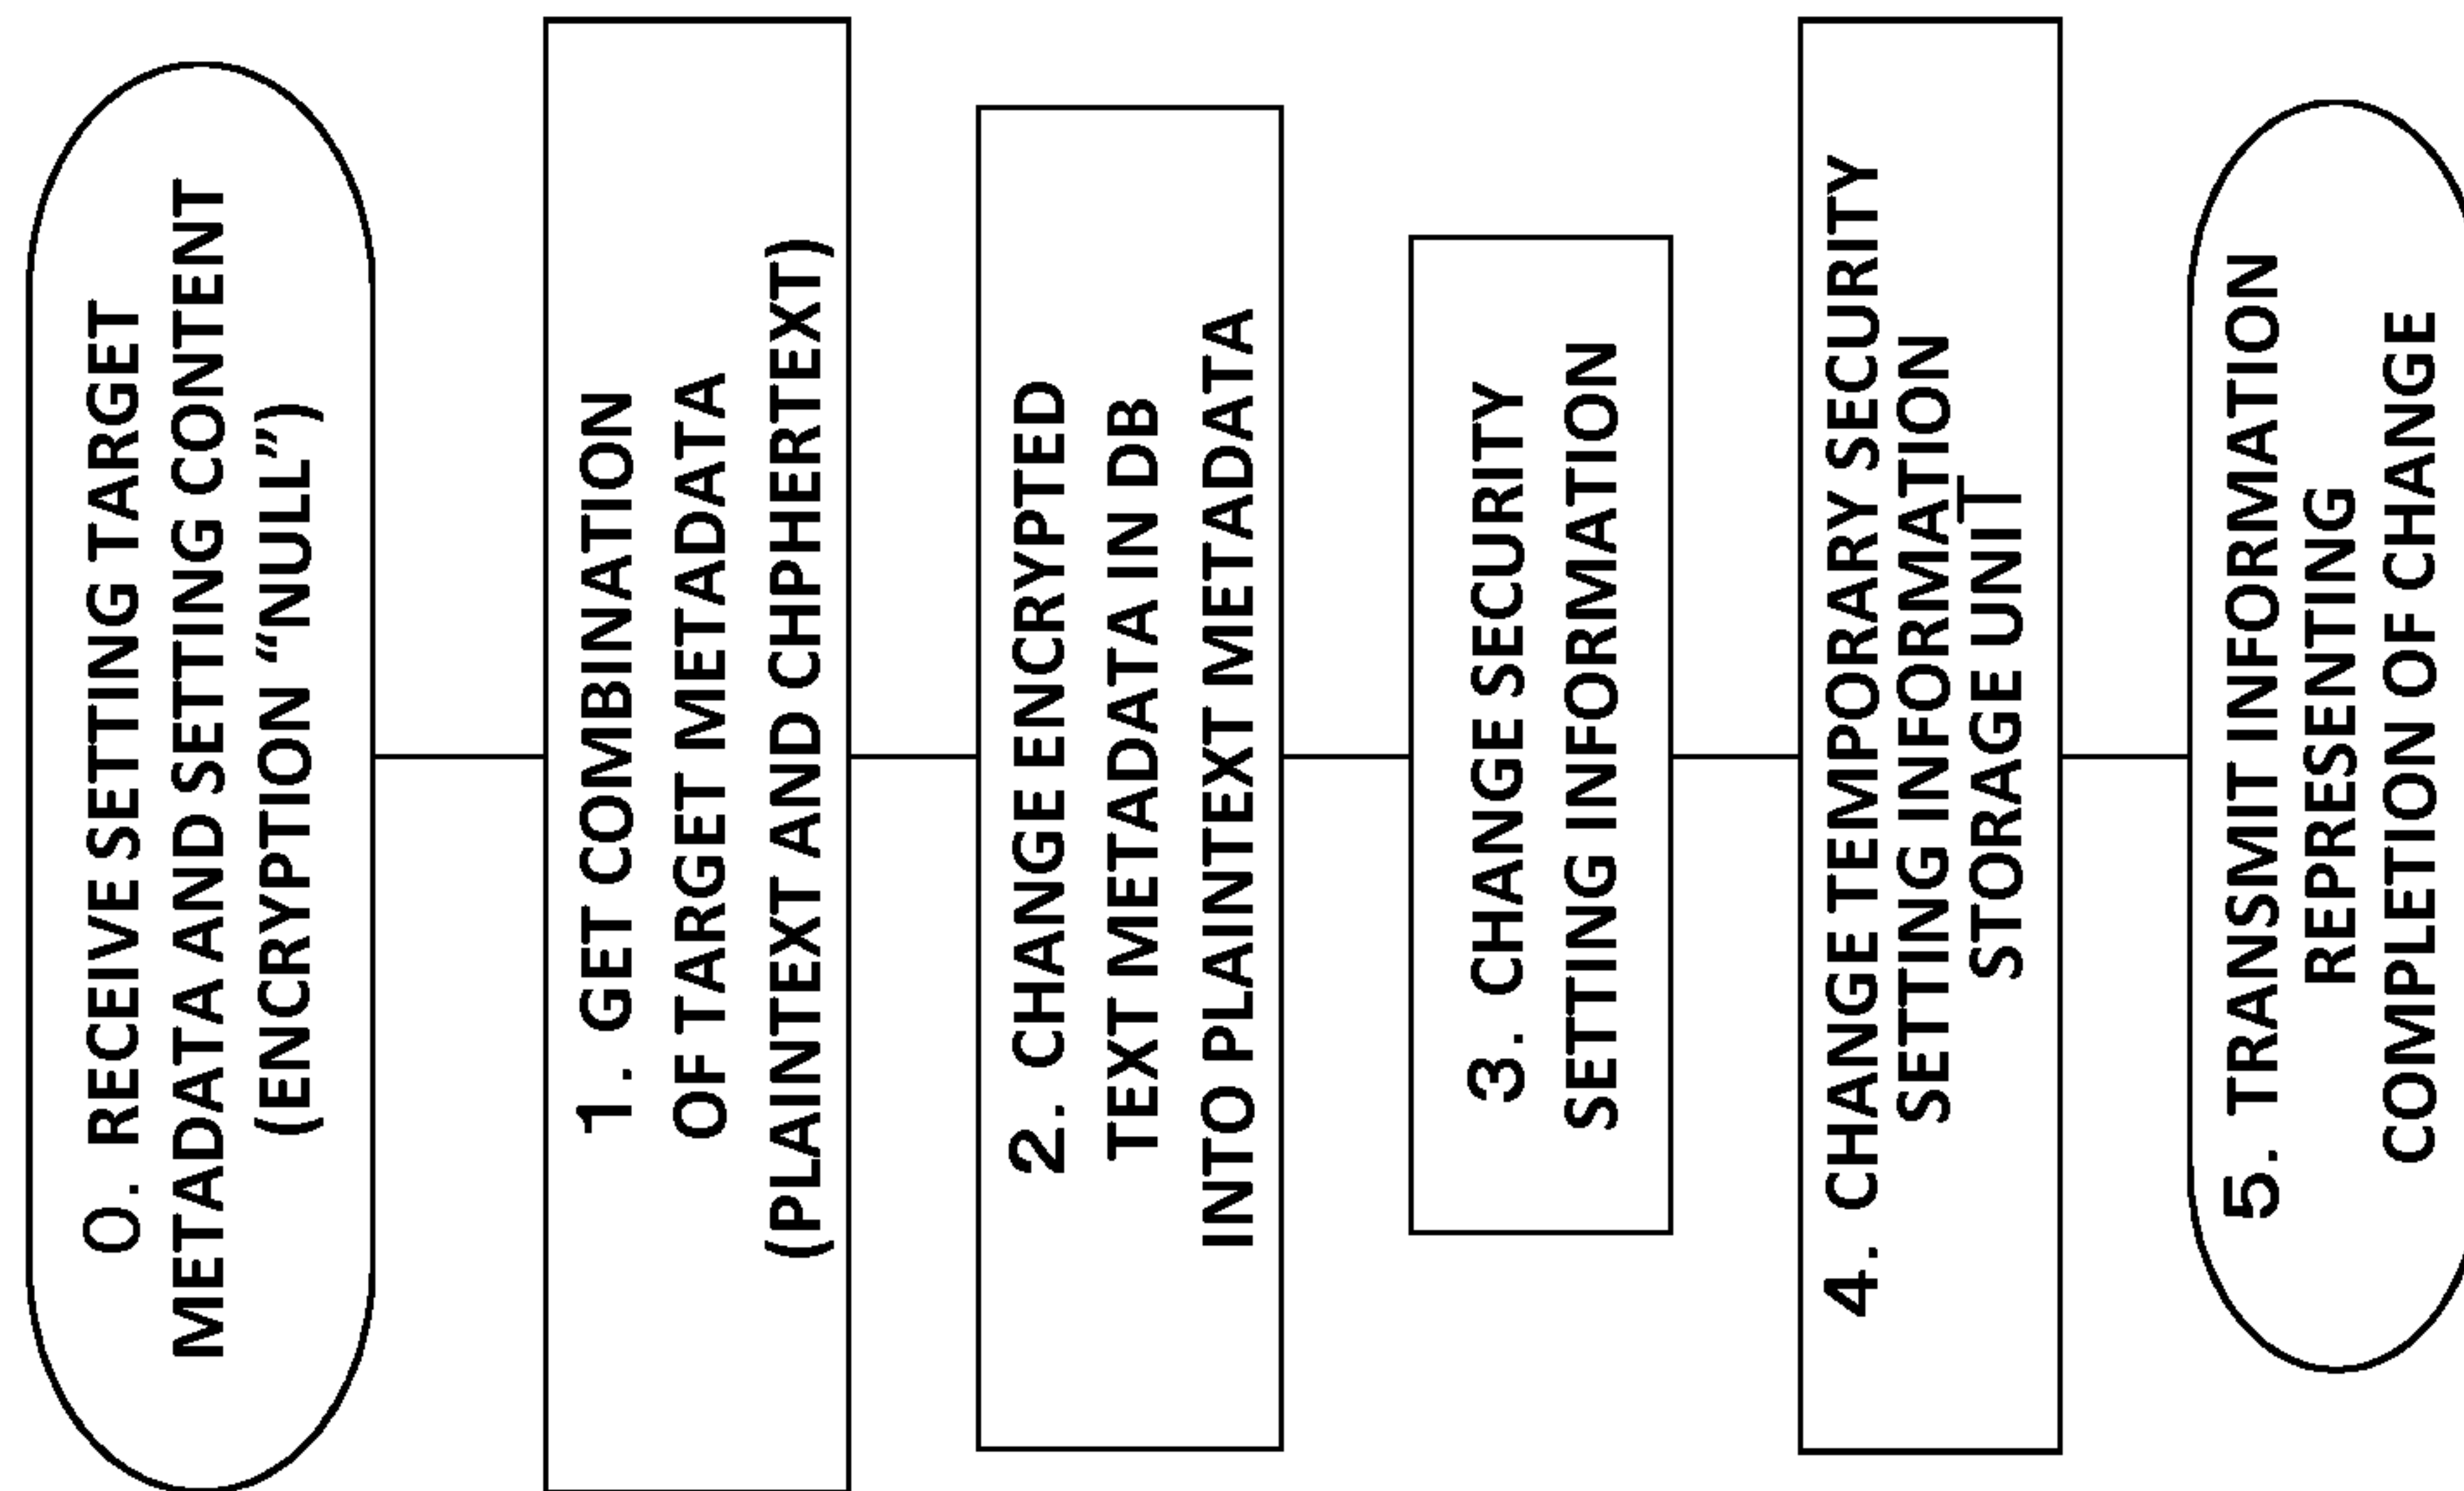 0. RECEIVE SETTING TARGET
METADATA AND SETTING CONTENT
(ENCRYPTION “NULL”)
1. GET COMBINATION
OF TARGET METADATA
(PLAINTEXT AND CHPHERTEXT)
2. CHANGE ENCRYPTED
TEXT METADATA IN DB
INTO PLAINTEXT METADATA
3. CHANGE SECURITY
SETTING INFORMATION
4. CHANGE TEMPORARY SECURITY
SETTING INFORMATION
STORAGE UNIT
5. TRANSMIT INFORMATION
REPRESENTING
COMPLETION OF CHANGE